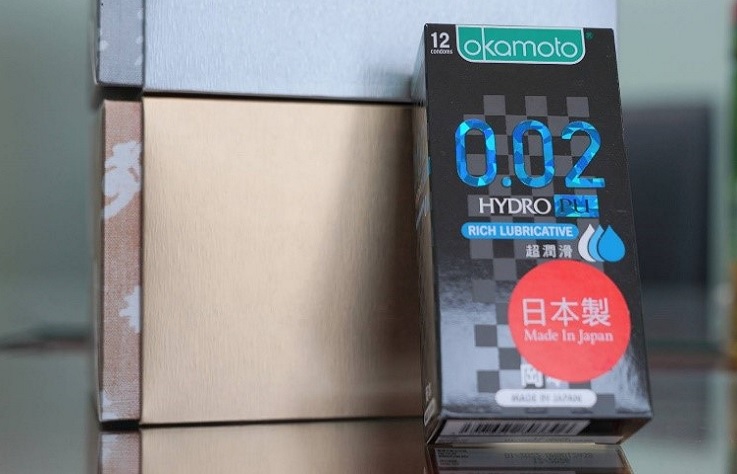 12
condoms
okamoto®
0.02
HYDRO PU
RICH LUBRICATIVE
超潤滑
日本製
Made In Japan
MADE IN JAPAN